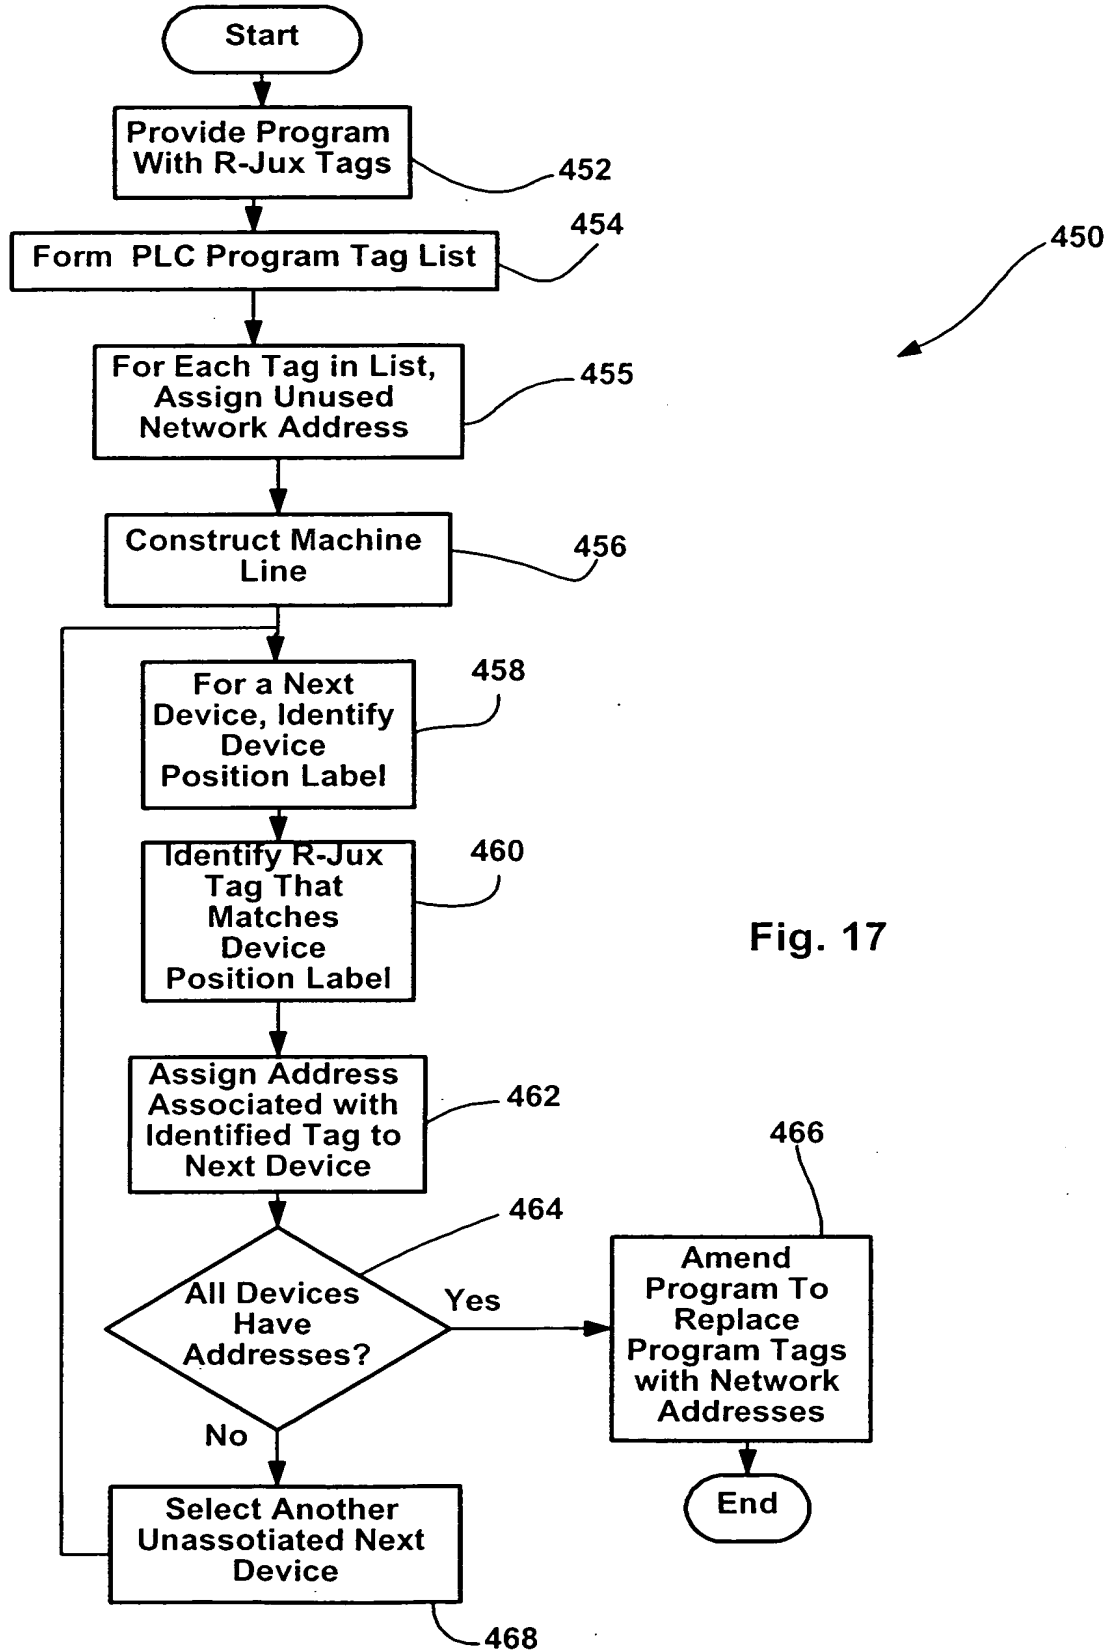 Start
Provide Program
With R-Jux Tags
452
454
Form PLC Program Tag List
450
For Each Tag in List,
Assign Unused
Network Address
455
Construct Machine
Line
456
For a Next
Device, Identify
Device
Position Label
458
Identify R-Jux
Tag That
Matches
Device
Position Label
460
Fig. 17
Assign Address
Associated with
Identified Tag to
Next Device
462
464
All Devices
Have
Addresses?
Yes
No
466
Amend
Program To
Replace
Program Tags
with Network
Addresses
End
Select Another
Unassotiated Next
Device
468